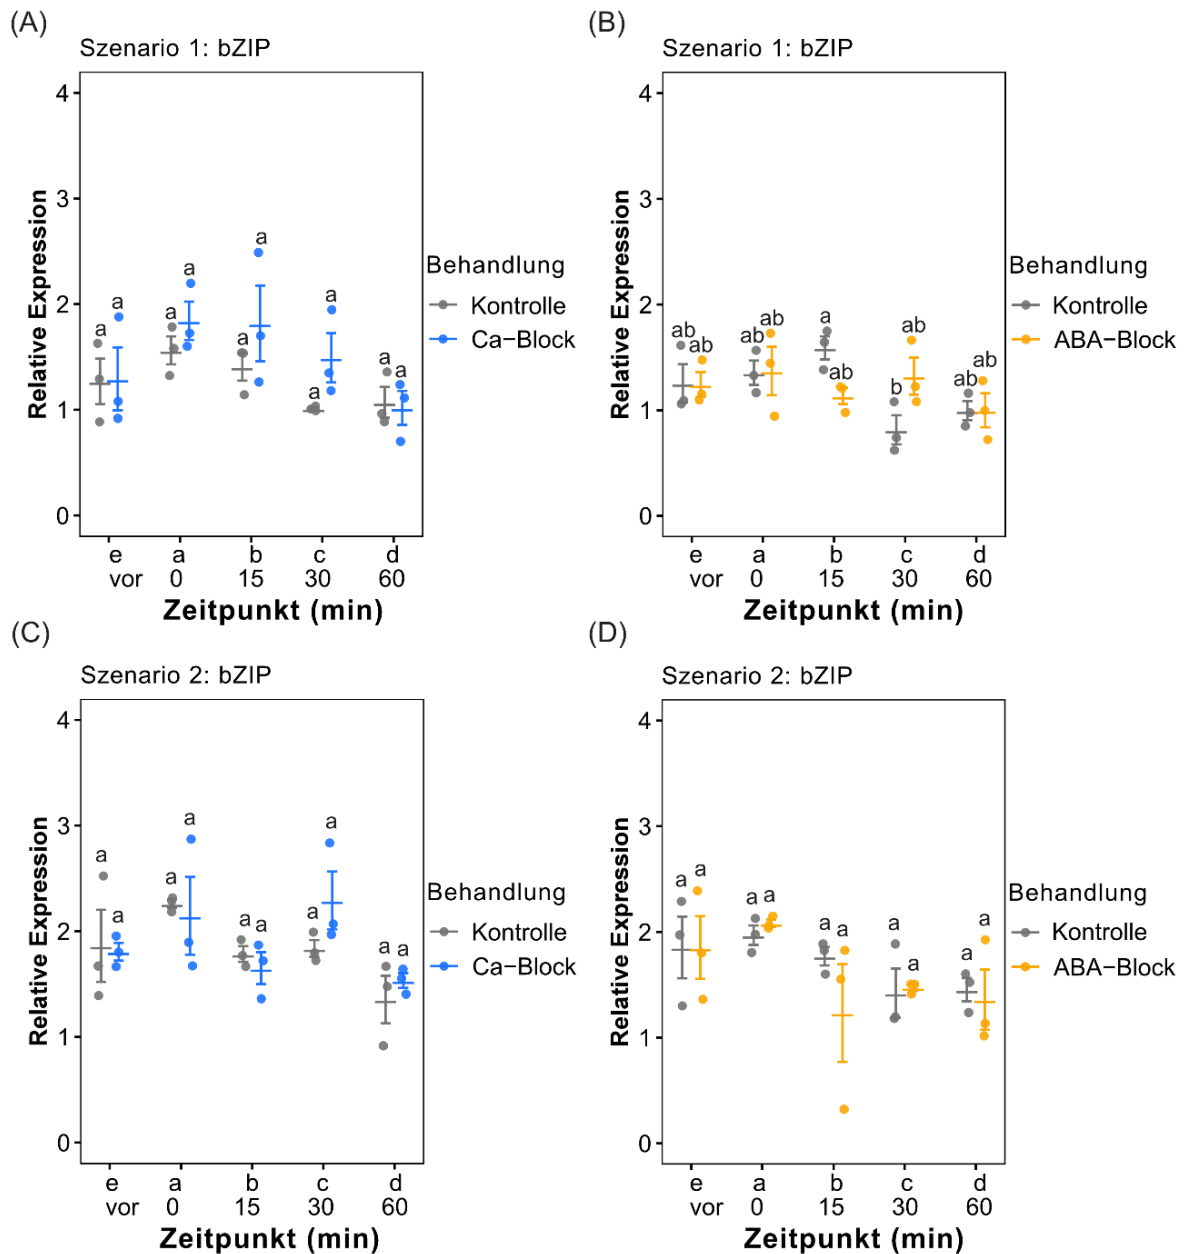 (A)
Szenario 1: bZIP
Relative Expression
4
3
2
1
0
a a
a a
a a
a a
a a
e a b c d
vor 0 15 30 60
Zeitpunkt (min)
Behandlung
Kontrolle
Ca−Block
(B)
Szenario 1: bZIP
Relative Expression
4
3
2
1
0
ab ab
ab ab
a ab
b ab
ab ab
e a b c d
vor 0 15 30 60
Zeitpunkt (min)
Behandlung
Kontrolle
ABA−Block
(C)
Szenario 2: bZIP
Relative Expression
4
3
2
1
0
a a
a a
a a
a a
a a
e a b c d
vor 0 15 30 60
Zeitpunkt (min)
Behandlung
Kontrolle
Ca−Block
(D)
Szenario 2: bZIP
Relative Expression
4
3
2
1
0
a a
a a
a a
a a
a a
e a b c d
vor 0 15 30 60
Zeitpunkt (min)
Behandlung
Kontrolle
ABA−Block